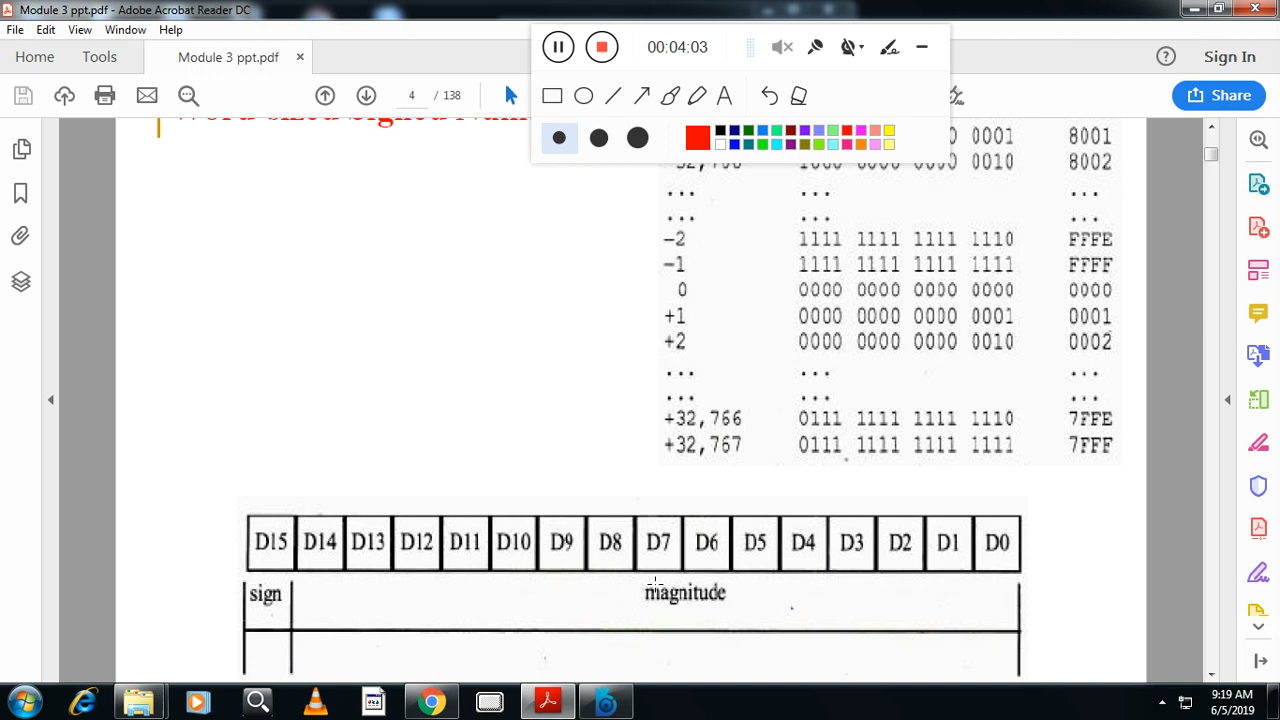 Module 3 ppt.pdf - Adobe Acrobat Reader DC
File Edit View Window Help
Home Tools Module 3 ppt.pdf × 00:04:03 Sign In
4 / 138 Share
0001 8001
1000 0000 0000 0010 8002
... ... ...
... ... ...
-2 1111 1111 1111 1110 FFFE
-1 1111 1111 1111 1111 FFFF
0 0000 0000 0000 0000 0000
+1 0000 0000 0000 0001 0001
+2 0000 0000 0000 0010 0002
... ... ...
... ... ...
+32,766 0111 1111 1111 1110 7FFE
+32,767 0111 1111 1111 1111 7FFF
D15 D14 D13 D12 D11 D10 D9 D8 D7 D6 D5 D4 D3 D2 D1 D0
sign magnitude
9:19 AM
6/5/2019